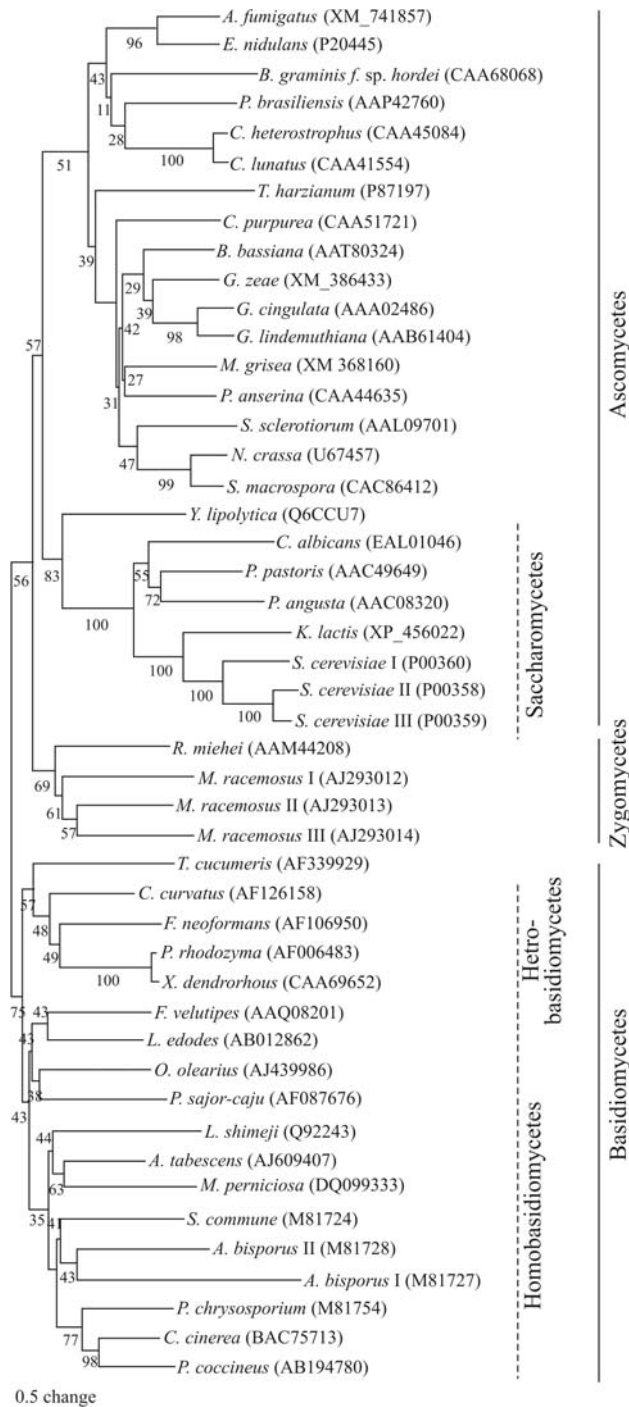 A. fumigatus (XM_741857)
96
E. nidulans (P20445)
43
B. graminis f. sp. hordei (CAA68068)
11
P. brasiliensis (AAP42760)
28
C. heterostrophus (CAA45084)
100
C. lunatus (CAA41554)
51
T. harzianum (P87197)
C. purpurea (CAA51721)
39
B. bassiana (AAT80324)
29
G. zeae (XM_386433)
39
G. cingulata (AAA02486)
42
98
G. lindemuthiana (AAB61404)
57
M. grisea (XM 368160)
27
P. anserina (CAA44635)
31
S. sclerotiorum (AAL09701)
47
N. crassa (U67457)
99
S. macrospora (CAC86412)
Y. lipolytica (Q6CCU7)
C. albicans (EAL01046)
56
83
55
P. pastoris (AAC49649)
72
P. angusta (AAC08320)
100
K. lactis (XP_456022)
100
S. cerevisiae I (P00360)
100
S. cerevisiae II (P00358)
100
S. cerevisiae III (P00359)
R. miehei (AAM44208)
69
M. racemosus I (AJ293012)
61
M. racemosus II (AJ293013)
57
M. racemosus III (AJ293014)
T. cucumeris (AF339929)
57
C. curvatus (AF126158)
48
F. neoformans (AF106950)
49
P. rhodozyma (AF006483)
100
X. dendrorhous (CAA69652)
75
43
F. velutipes (AAQ08201)
43
L. edodes (AB012862)
O. olearius (AJ439986)
38
P. sajor-caju (AF087676)
43
44
L. shimeji (Q92243)
A. tabescens (AJ609407)
63
M. perniciosa (DQ099333)
35
41
S. commune (M81724)
A. bisporus II (M81728)
43
A. bisporus I (M81727)
P. chrysosporium (M81754)
77
C. cinerea (BAC75713)
98
P. coccineus (AB194780)
0.5 change
Ascomycetes
Saccharomycetes
Zygomycetes
Hetro-
basidiomycetes
Homobasidiomycetes
Basidiomycetes